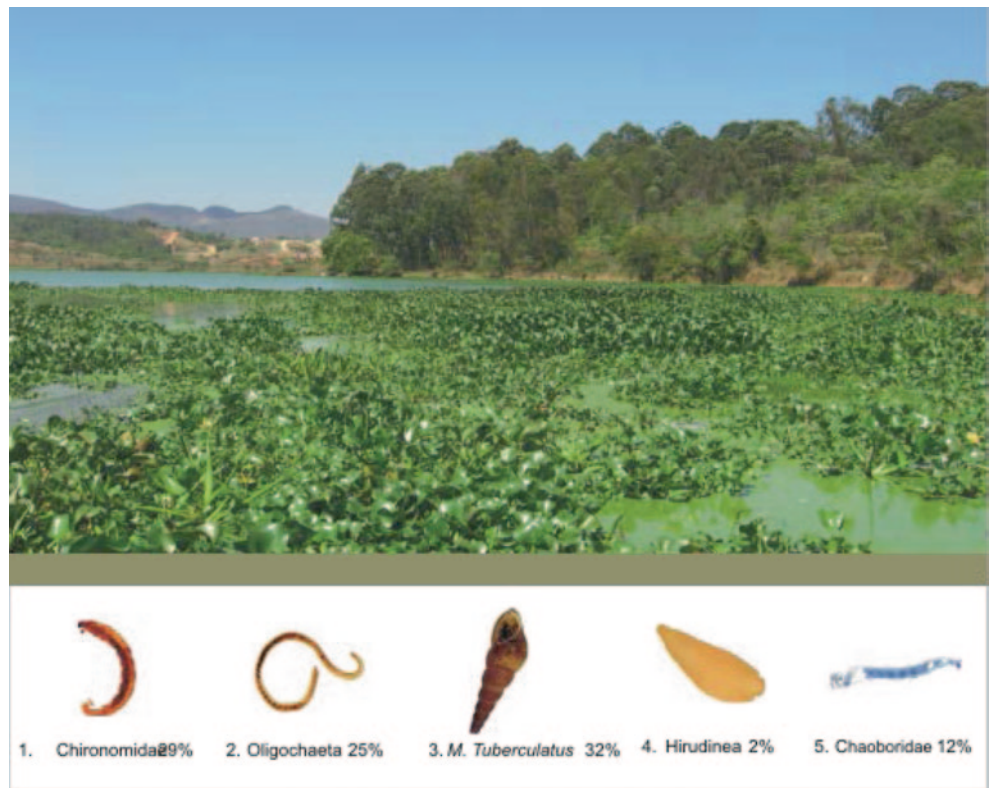 1. Chironomidae29% 2. Oligochaeta 25% 3. M. Tuberculatus 32% 4. Hirudinea 2% 5. Chaoboridae 12%